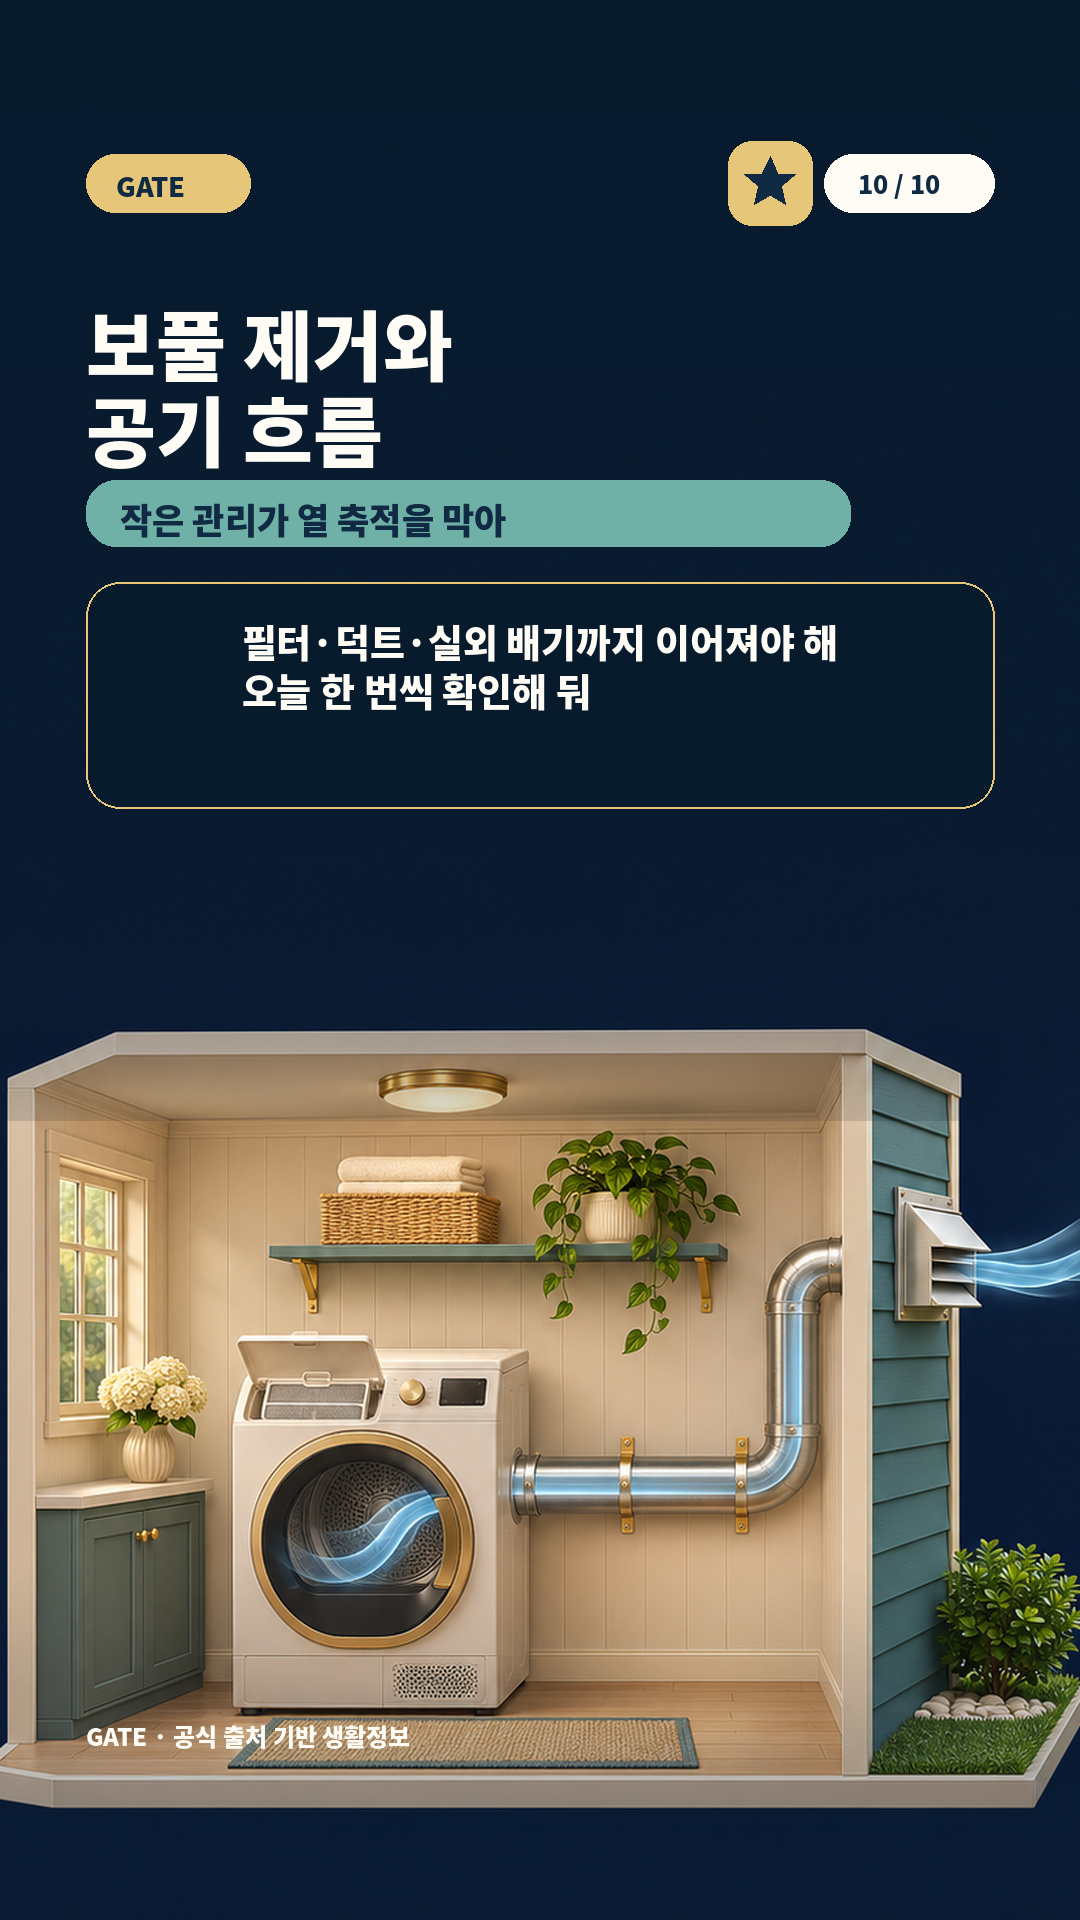 GATE
10 / 10
보풀 제거와
공기 흐름
작은 관리가 열 축적을 막아
필터·덕트·실외 배기까지 이어져야 해
오늘 한 번씩 확인해 둬
GATE · 공식 출처 기반 생활정보